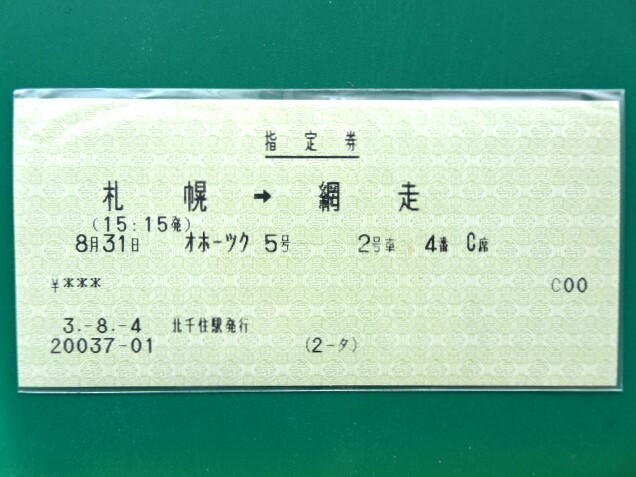 指定券
札幌 → 網走
(15:15発)
8月31日 オホーツク 5号 2号車 4番 C席
¥*** C00
3.-8.-4 北千住駅発行
20037-01 (2-タ)